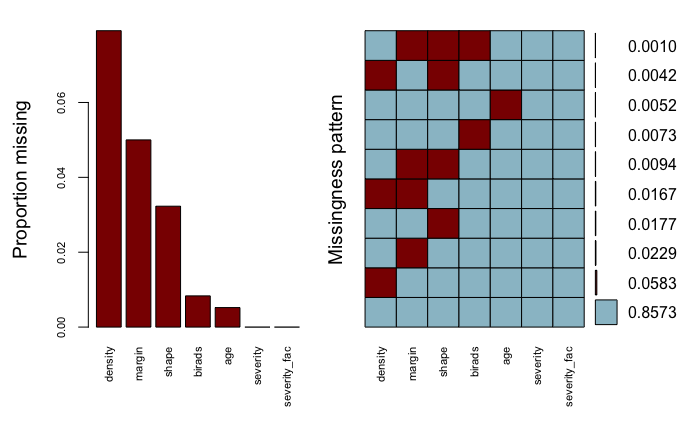 Proportion missing
0.00
0.02
0.04
0.06
density
margin
shape
birads
age
severity
severity_fac
Missingness pattern
density
margin
shape
birads
age
severity
severity_fac
0.0010
0.0042
0.0052
0.0073
0.0094
0.0167
0.0177
0.0229
0.0583
0.8573